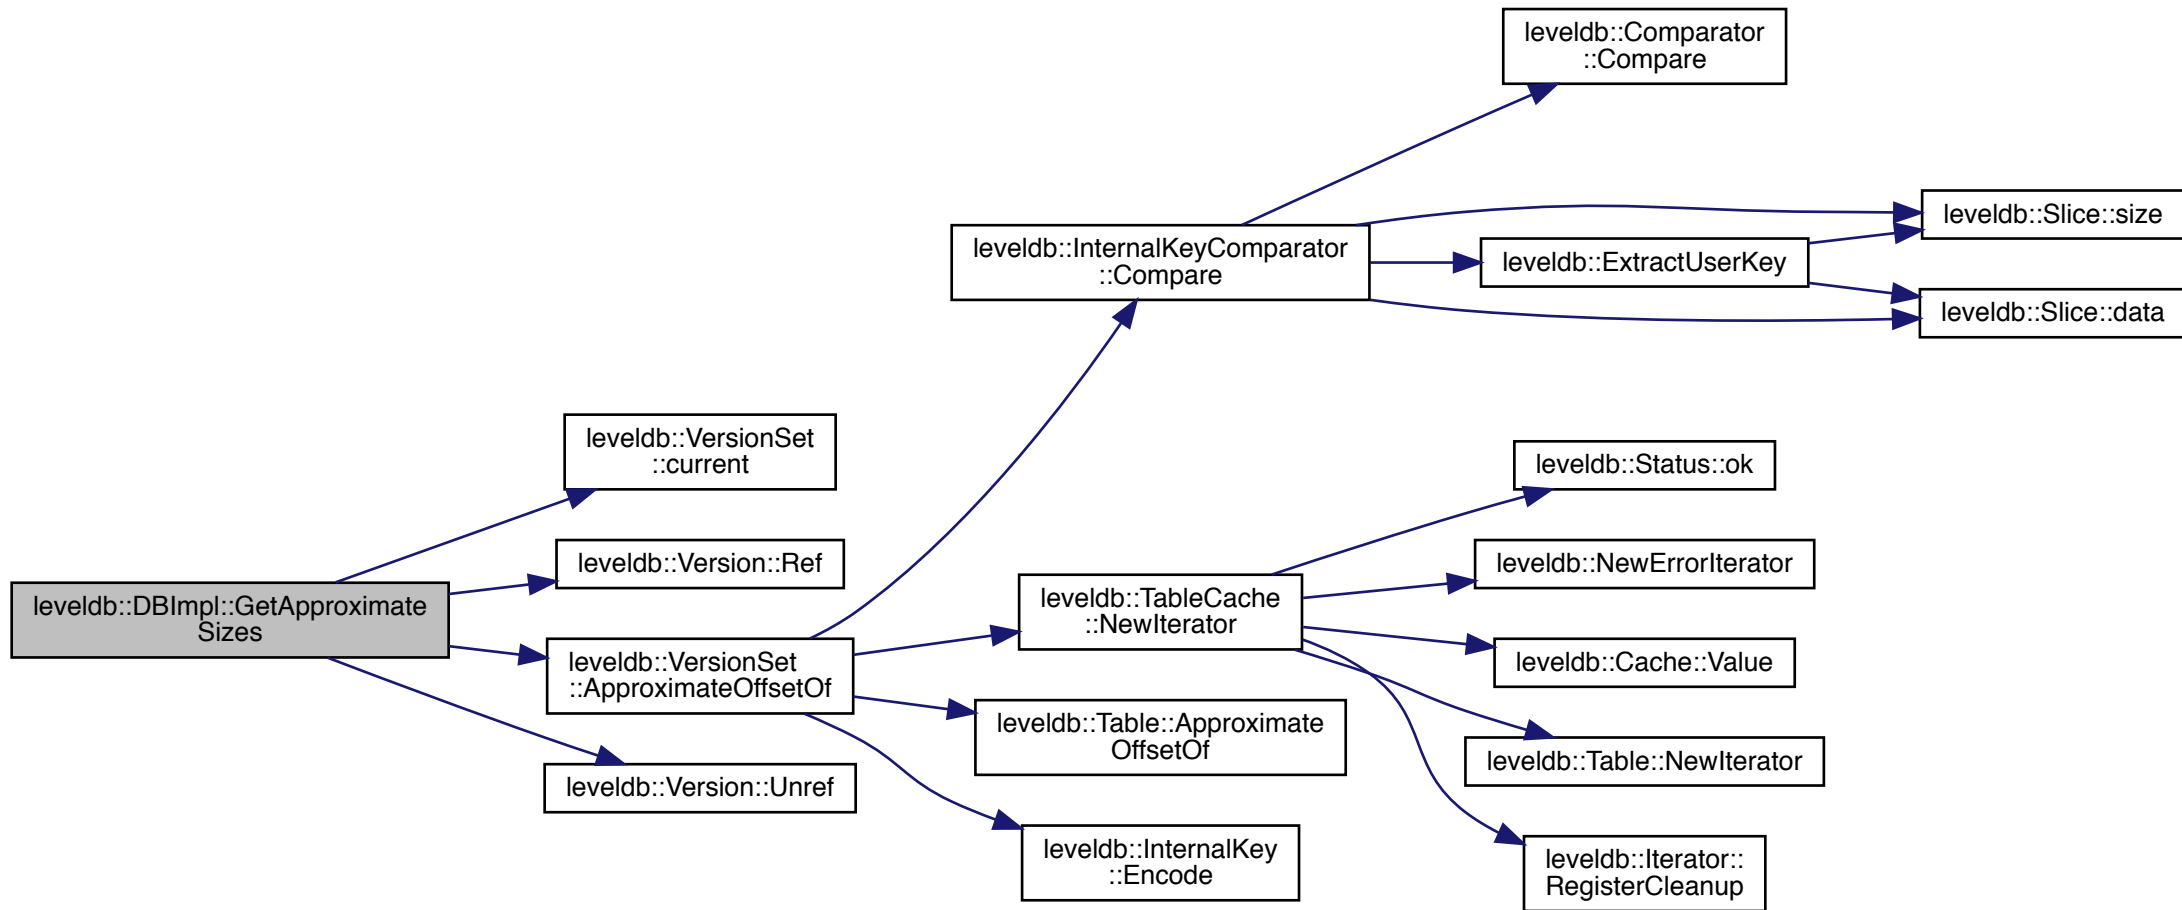 leveldb::Comparator
::Compare
leveldb::Slice::size
leveldb::InternalKeyComparator
::Compare
leveldb::ExtractUserKey
leveldb::Slice::data
leveldb::VersionSet
::current
leveldb::Status::ok
leveldb::Version::Ref
leveldb::NewErrorIterator
leveldb::DBImpl::GetApproximate
Sizes
leveldb::TableCache
::NewIterator
leveldb::VersionSet
::ApproximateOffsetOf
leveldb::Cache::Value
leveldb::Table::Approximate
OffsetOf
leveldb::Table::NewIterator
leveldb::Version::Unref
leveldb::InternalKey
::Encode
leveldb::Iterator::
RegisterCleanup